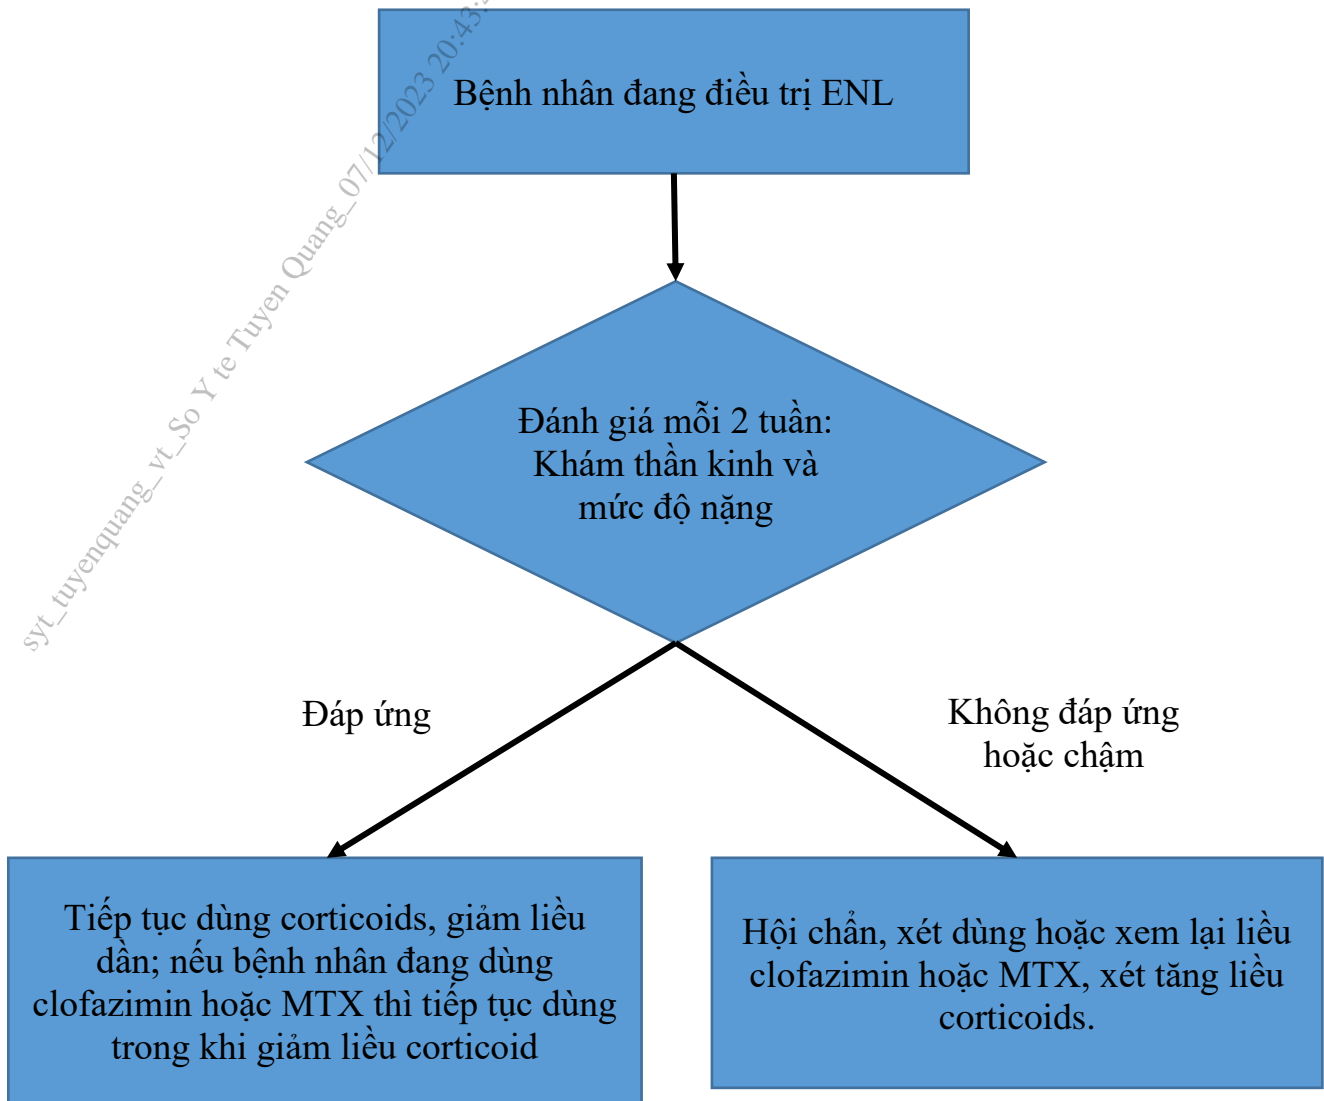 Bệnh nhân đang điều trị ENL
syt_tuyenquang_vt_So Y te Tuyen Quang_07/12/2023 20:43:
Đánh giá mỗi 2 tuần:
Khám thần kinh và
mức độ nặng
Đáp ứng
Không đáp ứng
hoặc chậm
Tiếp tục dùng corticoids, giảm liều
dần; nếu bệnh nhân đang dùng
clofazimin hoặc MTX thì tiếp tục dùng
trong khi giảm liều corticoid
Hội chẩn, xét dùng hoặc xem lại liều
clofazimin hoặc MTX, xét tăng liều
corticoids.